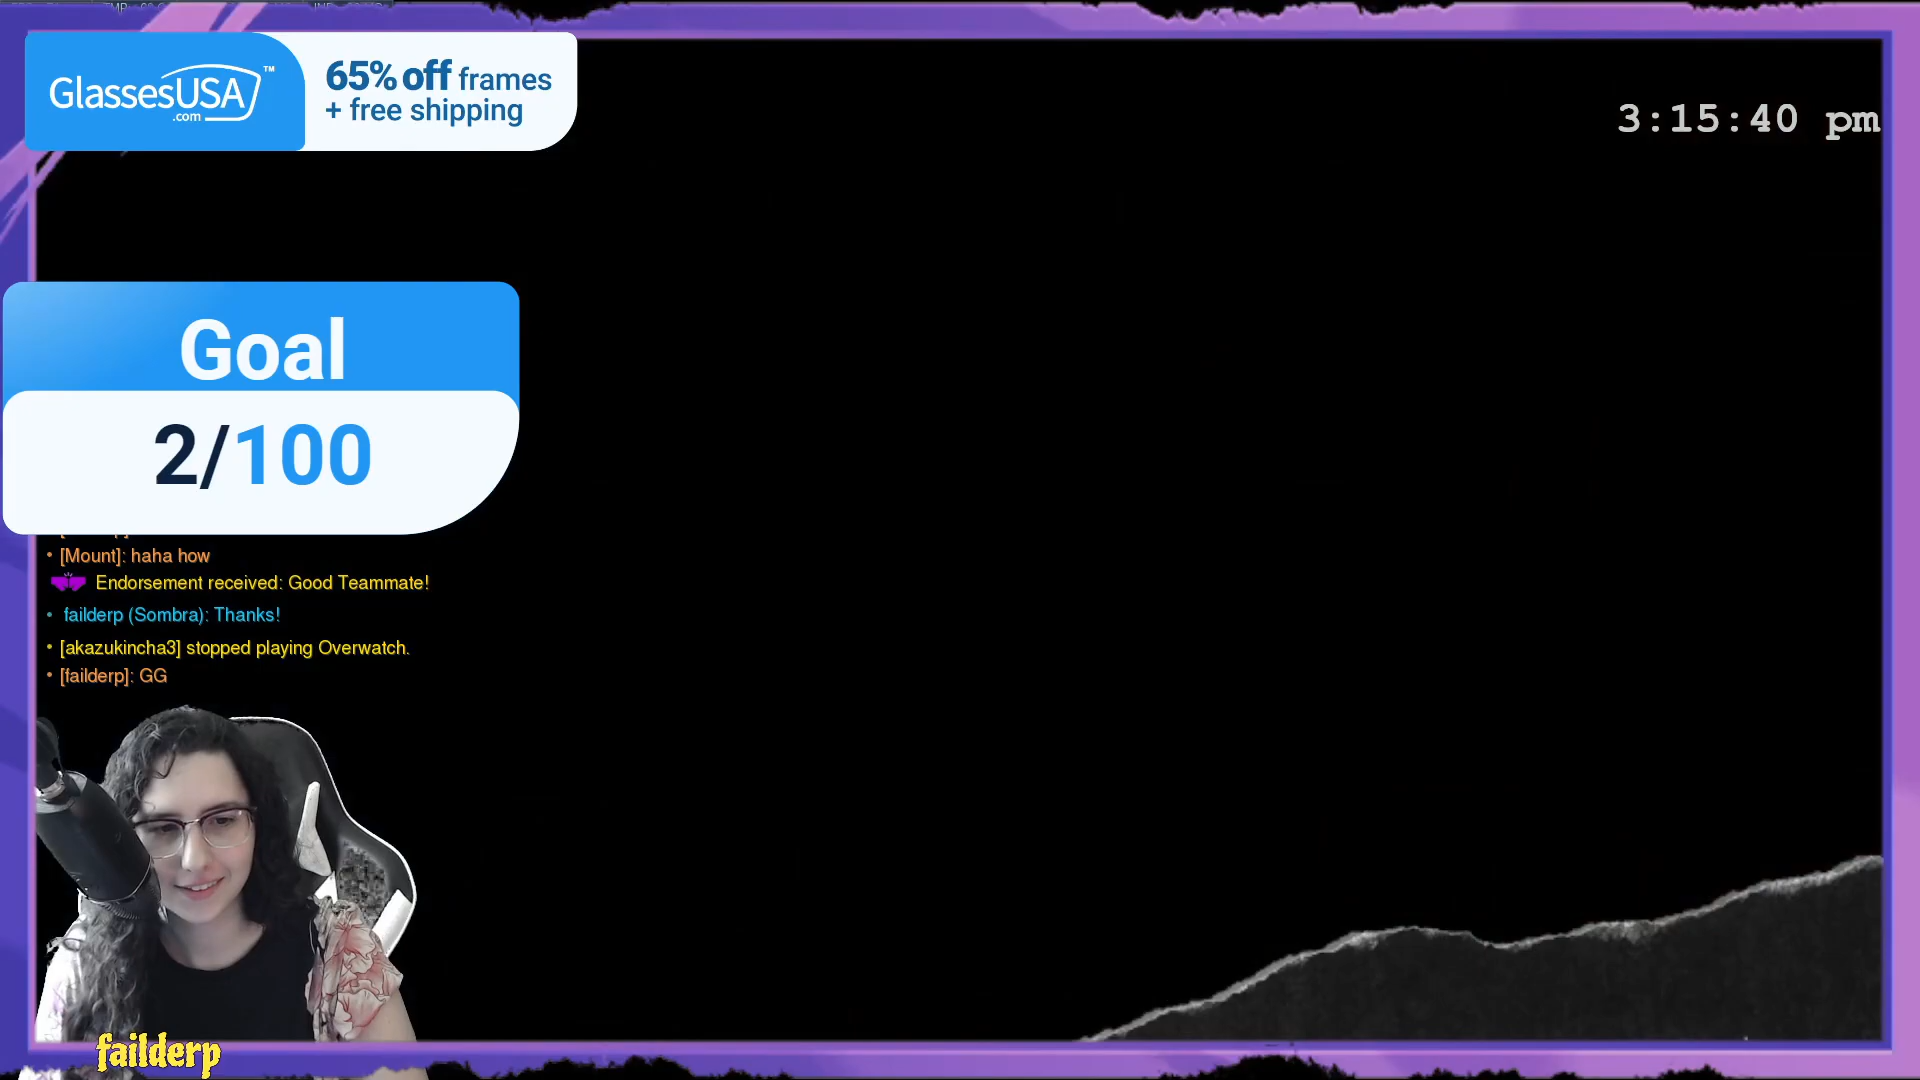 GlassesUSA™
.com
65% off frames
+ free shipping
3:15:40 pm
Goal
2/100
• [Mount]: haha how
Endorsement received: Good Teammate!
• failderp (Sombra): Thanks!
• [akazukincha3] stopped playing Overwatch.
• [failderp]: GG
failderp